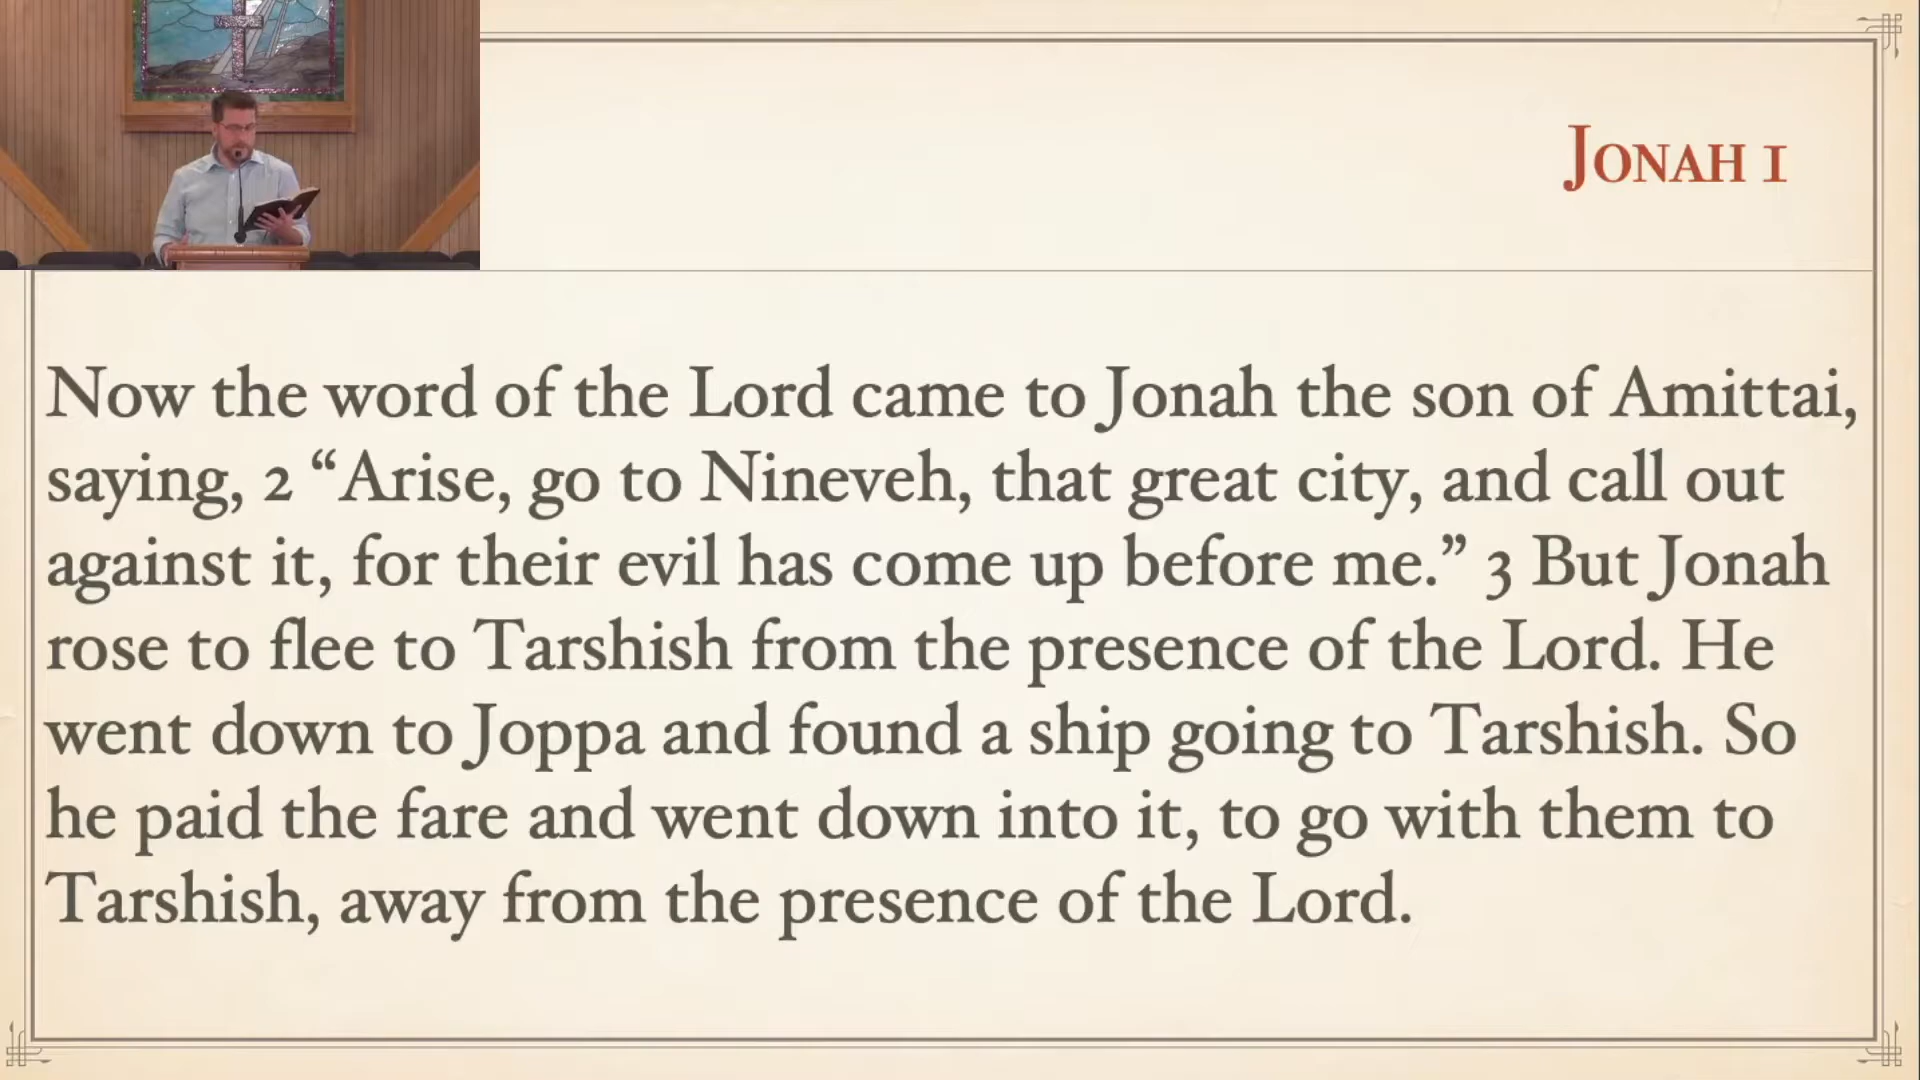 Jonah 1
Now the word of the Lord came to Jonah the son of Amittai,
saying, 2 “Arise, go to Nineveh, that great city, and call out
against it, for their evil has come up before me.” 3 But Jonah
rose to flee to Tarshish from the presence of the Lord. He
went down to Joppa and found a ship going to Tarshish. So
he paid the fare and went down into it, to go with them to
Tarshish, away from the presence of the Lord.